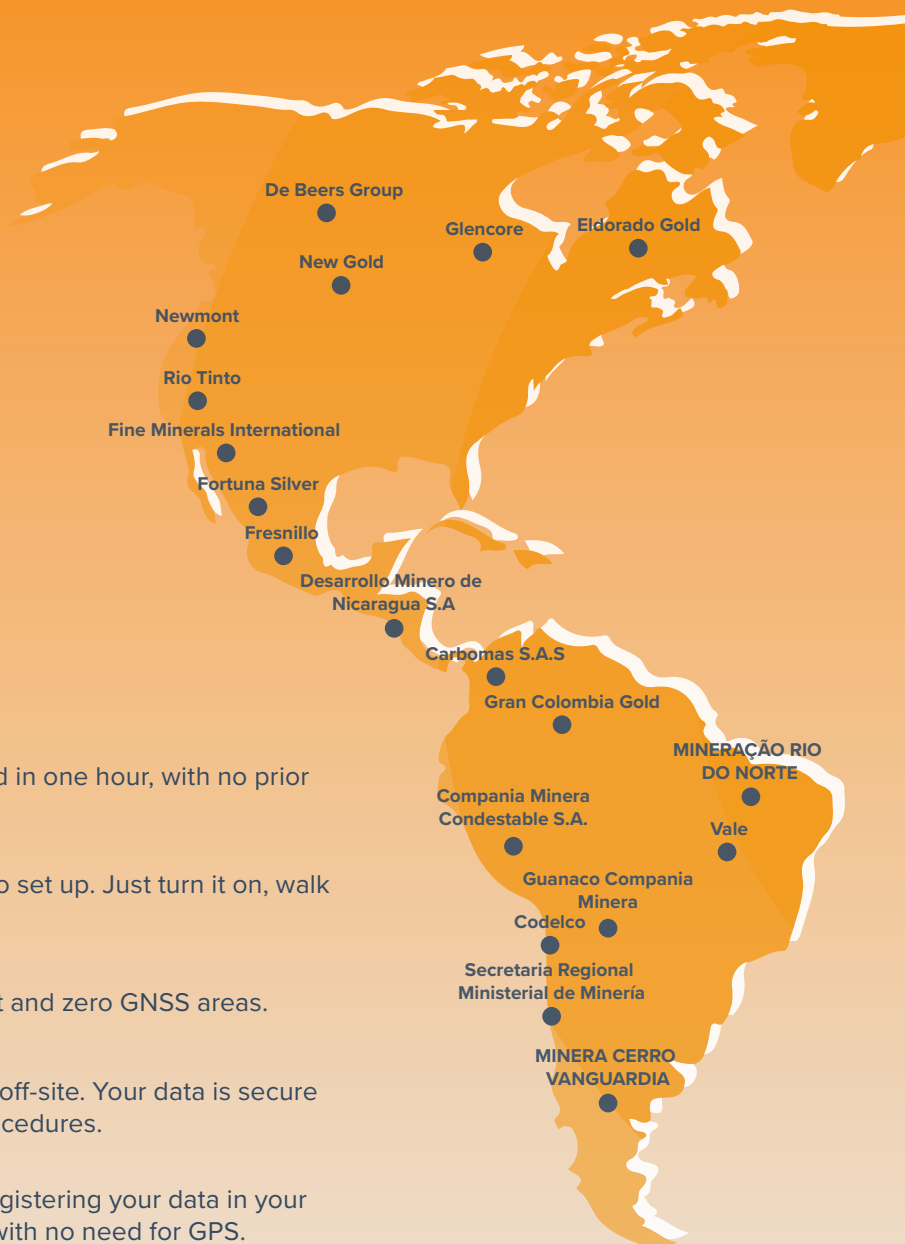 De Beers Group
Glencore
Eldorado Gold
New Gold
Newmont
Rio Tinto
Fine Minerals International
Fortuna Silver
Fresnillo
Desarrollo Minero de
Nicaragua S.A
Carbomas S.A.S
Gran Colombia Gold
MINERAÇÃO RIO
DO NORTE
Compania Minera
Condestable S.A.
Vale
Guanaco Compania
Minera
Codelco
Secretaria Regional
Ministerial de Minería
MINERA CERRO
VANGUARDIA
in one hour, with no prior
set up. Just turn it on, walk
and zero GNSS areas.
off-site. Your data is secure
your data in your
with no need for GPS.